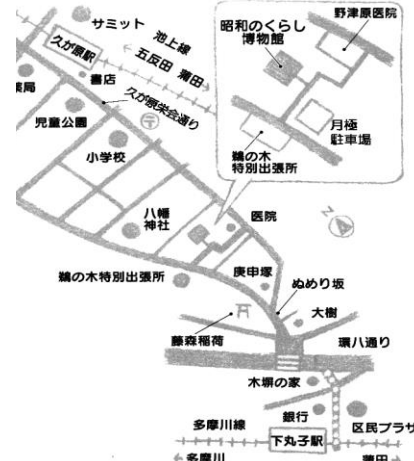 サミット
池上線
久が原駅
五反田
蒲田
薬局
書店
久が原栄会通り
児童公園
小学校
八幡
神社
医院
鵜の木特別出張所
庚申塚
ぬめり坂
大樹
藤森稲荷
環八通り
木塀の家
銀行
区民プラザ
多摩川線
下丸子駅
多摩川
蒲田
野津原医院
昭和のくらし
博物館
月極
駐車場
鵜の木
特別出張所
Z